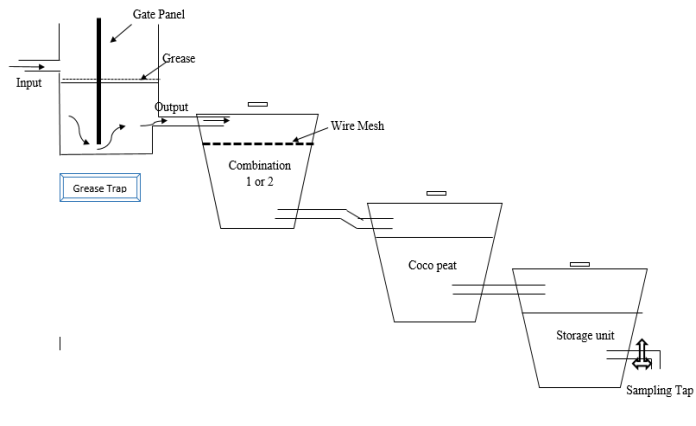 Gate Panel
Grease
Input
Output
Wire Mesh
Combination
1 or 2
Grease Trap
Coco peat
Storage unit
Sampling Tap